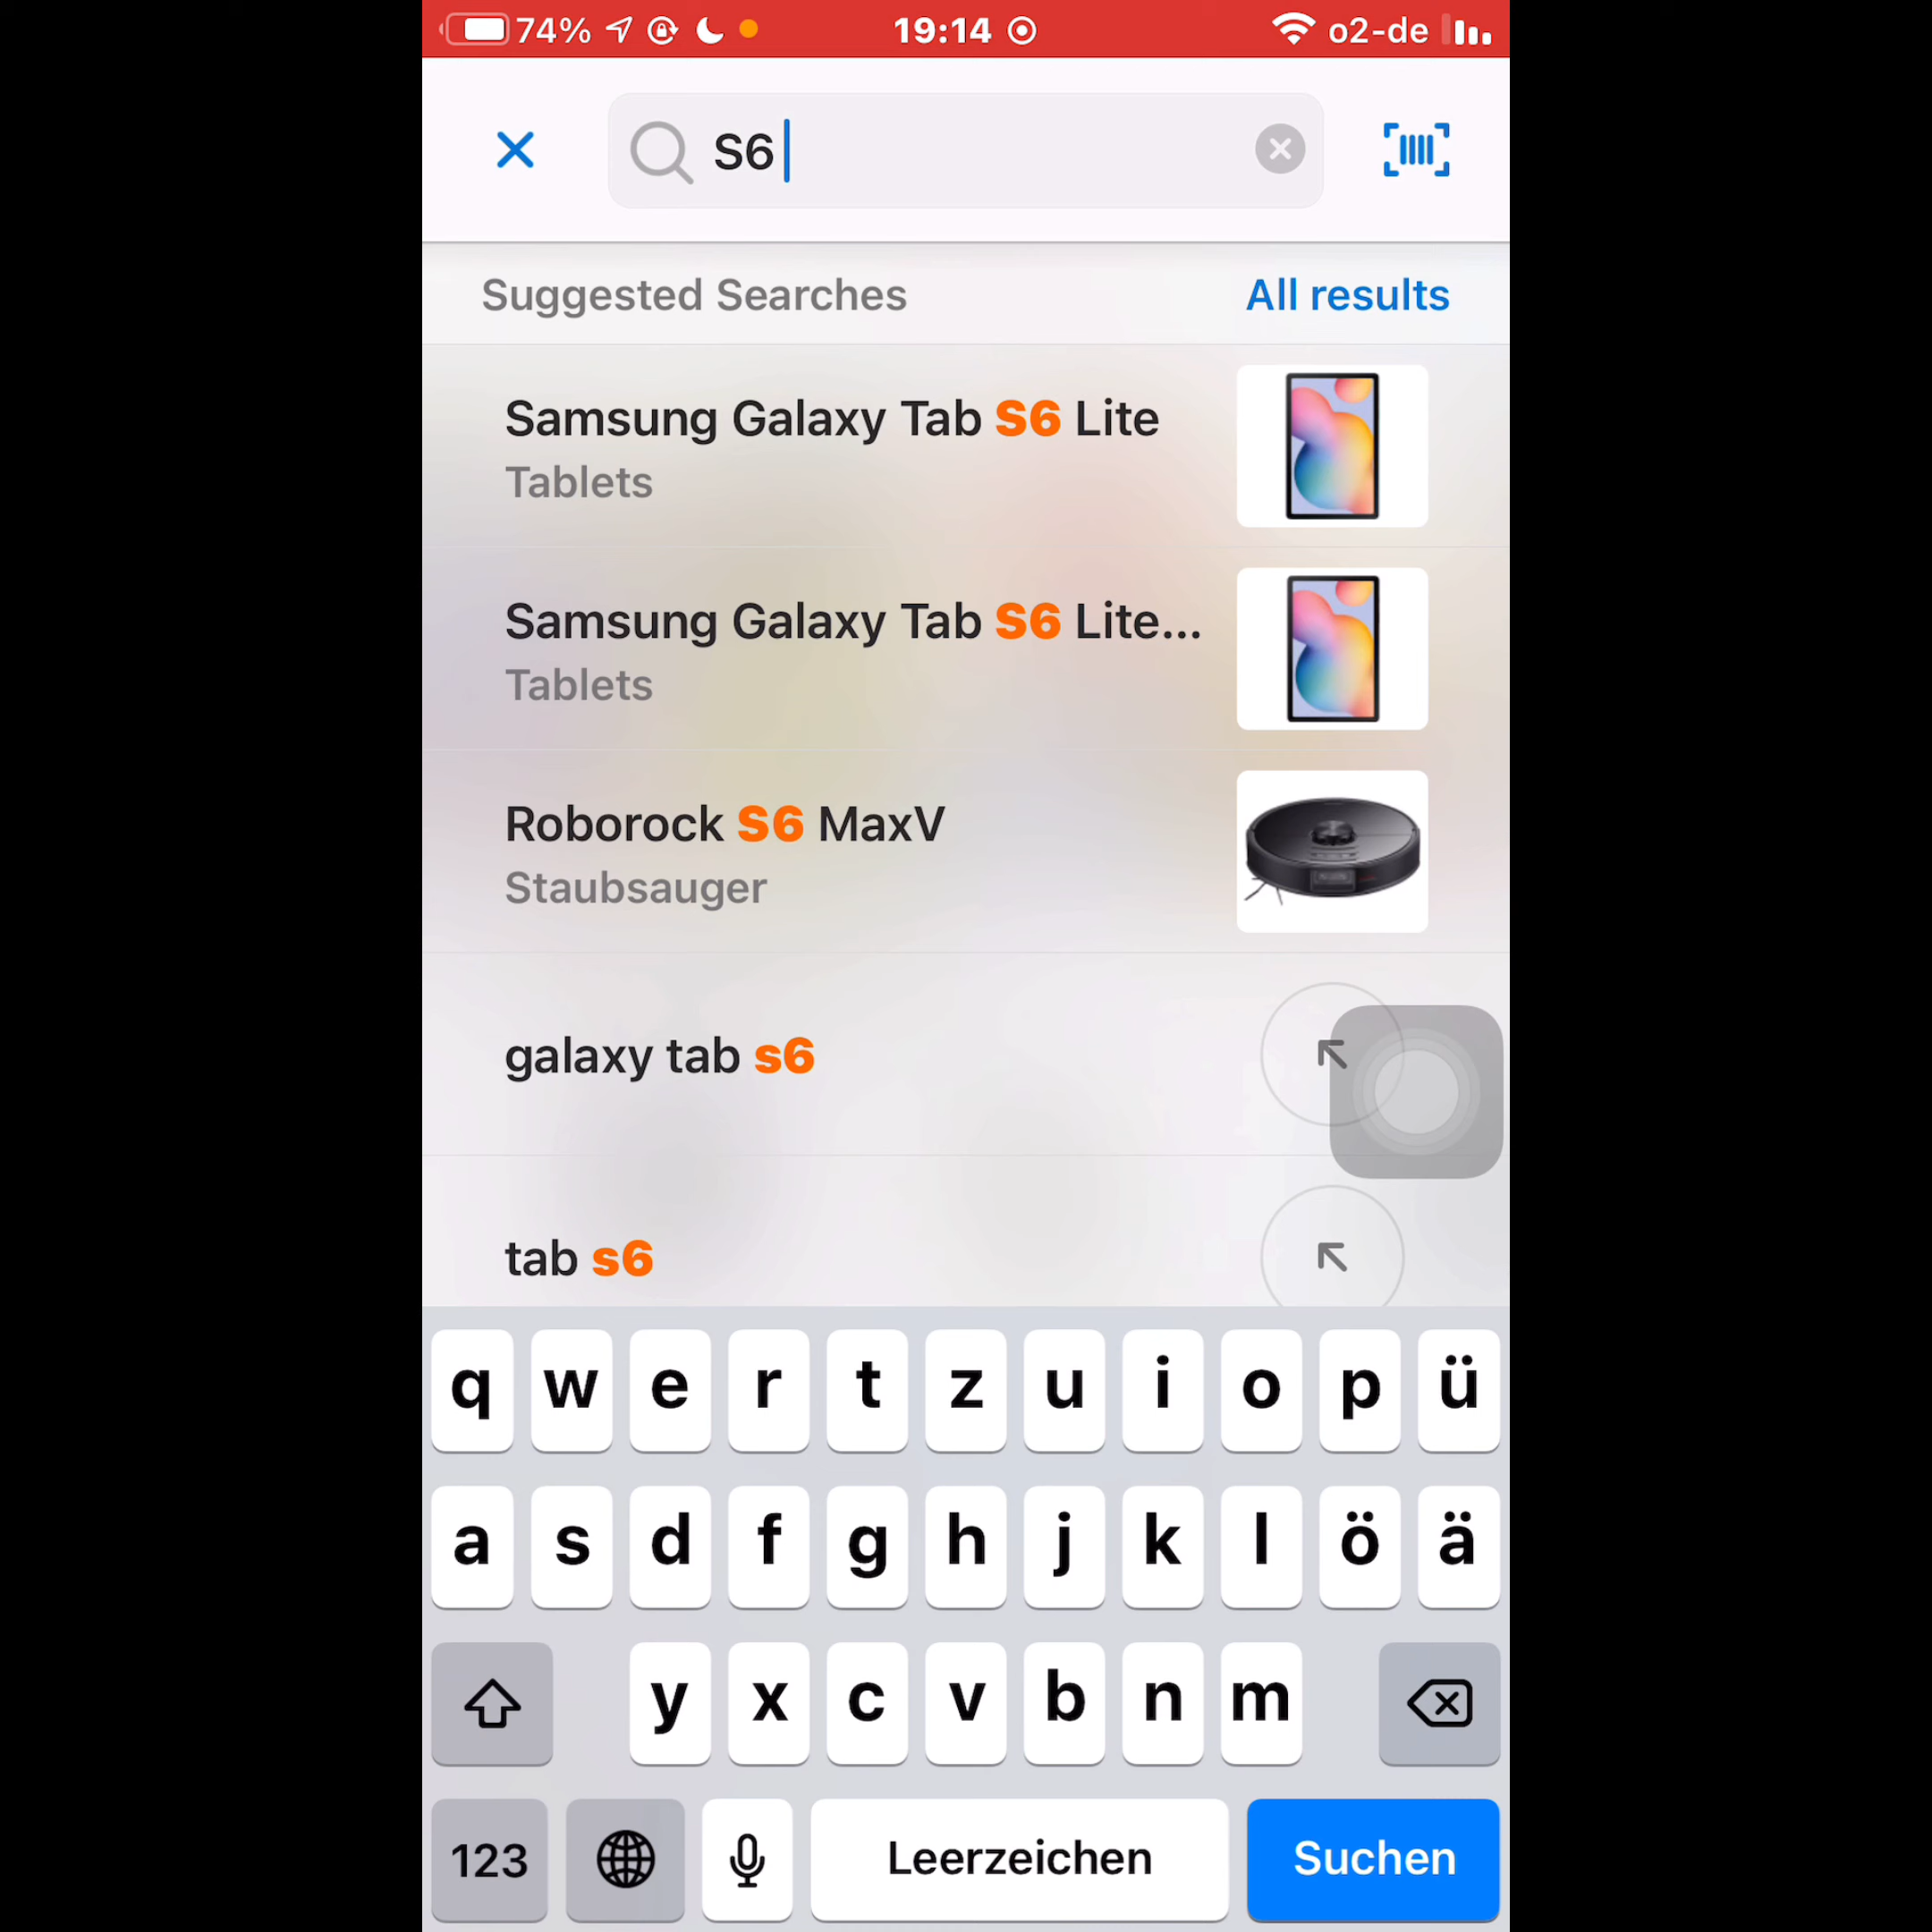 74% 19:14 o2-de
S6
Suggested Searches All results
Samsung Galaxy Tab S6 Lite
Tablets
Samsung Galaxy Tab S6 Lite...
Tablets
Roborock S6 MaxV
Staubsauger
galaxy tab s6
tab s6
q w e r t z u i o p ü
a s d f g h j k l ö ä
y x c v b n m
123 Leerzeichen Suchen